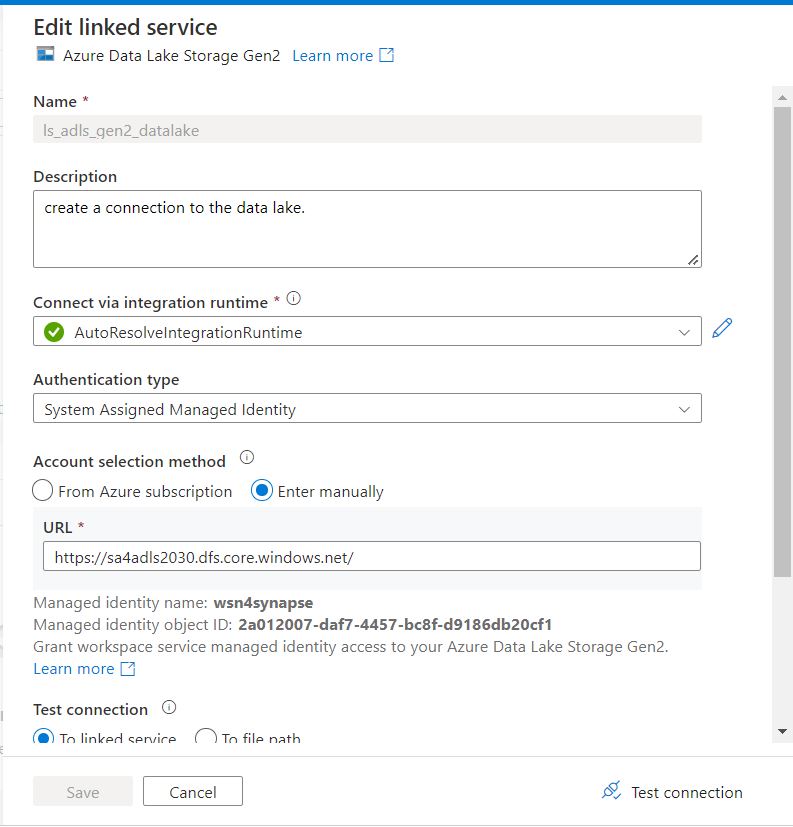 Edit linked service
Azure Data Lake Storage Gen2 Learn more
Name *
ls_adls_gen2_datalake
Description
create a connection to the data lake.
Connect via integration runtime *
AutoResolveIntegrationRuntime
Authentication type
System Assigned Managed Identity
Account selection method
From Azure subscription Enter manually
URL *
https://sa4adls2030.dfs.core.windows.net/
Managed identity name: wsn4synapse
Managed identity object ID: 2a012007-daf7-4457-bc8f-d9186db20cf1
Grant workspace service managed identity access to your Azure Data Lake Storage Gen2.
Learn more
Test connection
To linked service To file path
Save Cancel Test connection